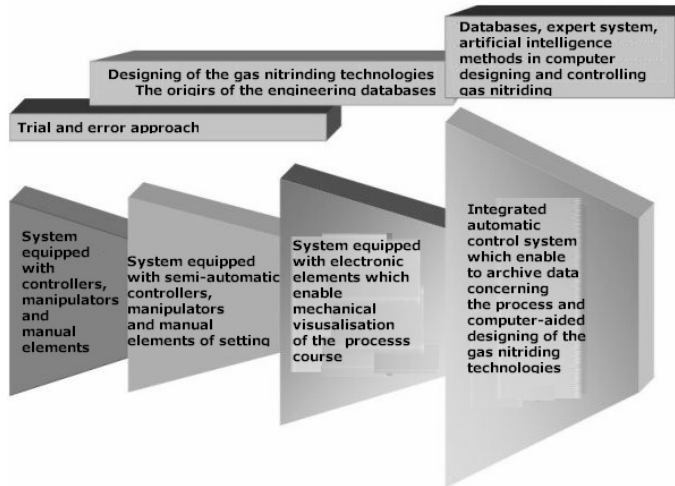 Databases, expert system,
artificial intelligence
methods in computer
designing and controlling
gas nitriding
Designing of the gas nitrinding technologies
The origirs of the engineering databases
Trial and error approach
System
equipped
with
controllers,
manipulators
and
manual
elements
System equipped
with semi-automatic
controllers,
manipulators
and manual
elements of setting
System equipped
with electronic
elements which
enable
mechanical
visusalisation
of the processs
course
Integrated
automatic
control system
which enable
to archive data
concerning
the process and
computer-aided
designing of the
gas nitriding
technologies